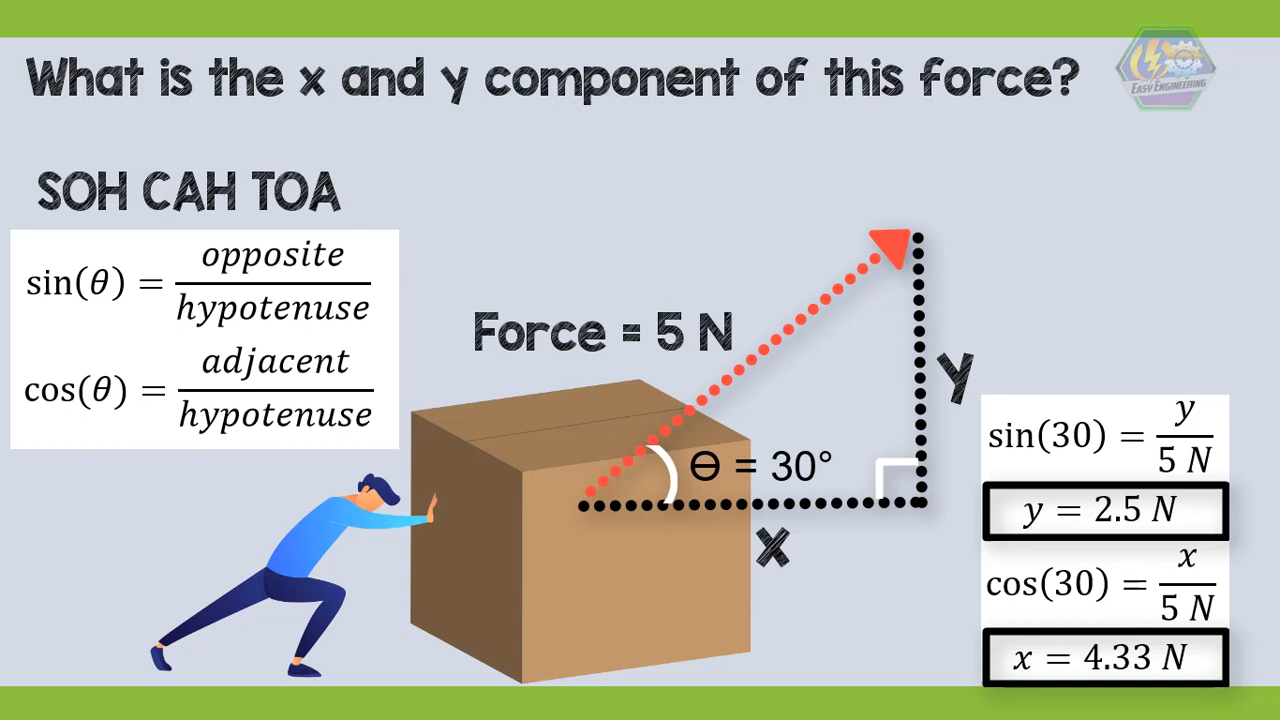 What is the x and y component of this force?
EASY ENGINEERING
SOH CAH TOA
sin(θ) = opposite / hypotenuse
cos(θ) = adjacent / hypotenuse
Force = 5 N
y
ϴ = 30°
x
sin(30) = y / 5 N
y = 2.5 N
cos(30) = x / 5 N
x = 4.33 N